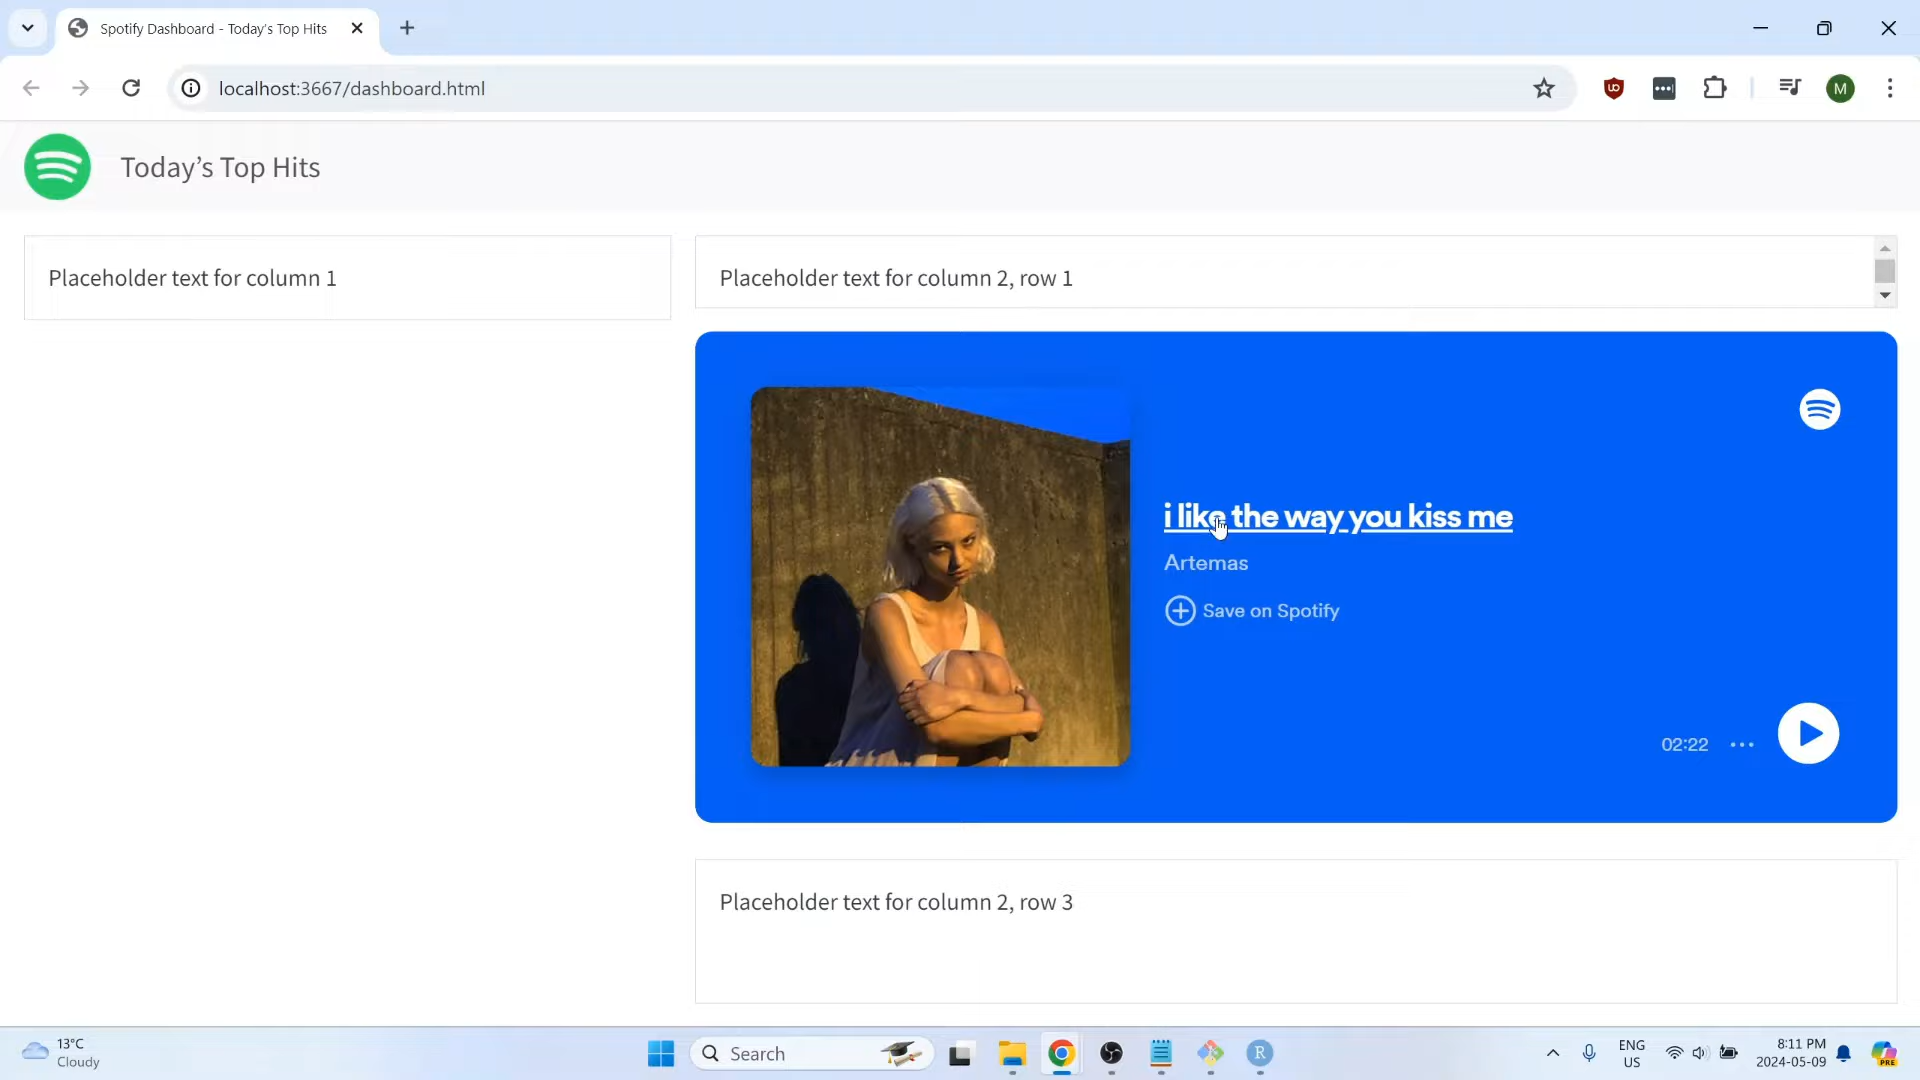 Spotify Dashboard - Today's Top Hits
localhost:3667/dashboard.html
M
Today's Top Hits
Placeholder text for column 1
Placeholder text for column 2, row 1
i like the way you kiss me
Artemas
Save on Spotify
02:22
Placeholder text for column 2, row 3
13°C
Cloudy
Search
R
ENG
US
8:11 PM
2024-05-09
PRE